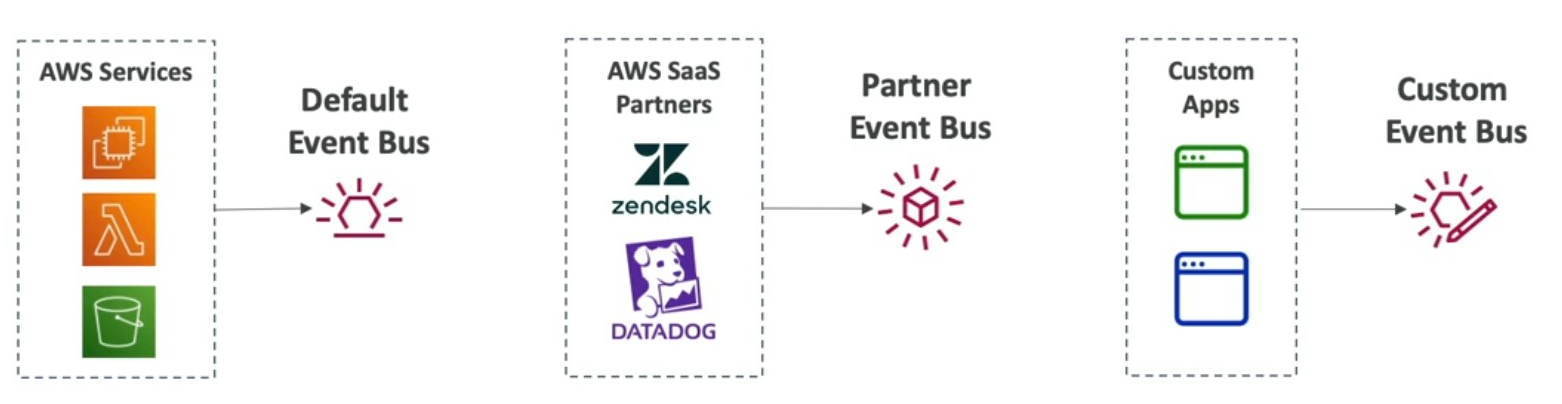 AWS Services
Default
Event Bus
AWS SaaS
Partners
zendesk
DATADOG
Partner
Event Bus
Custom
Apps
Custom
Event Bus